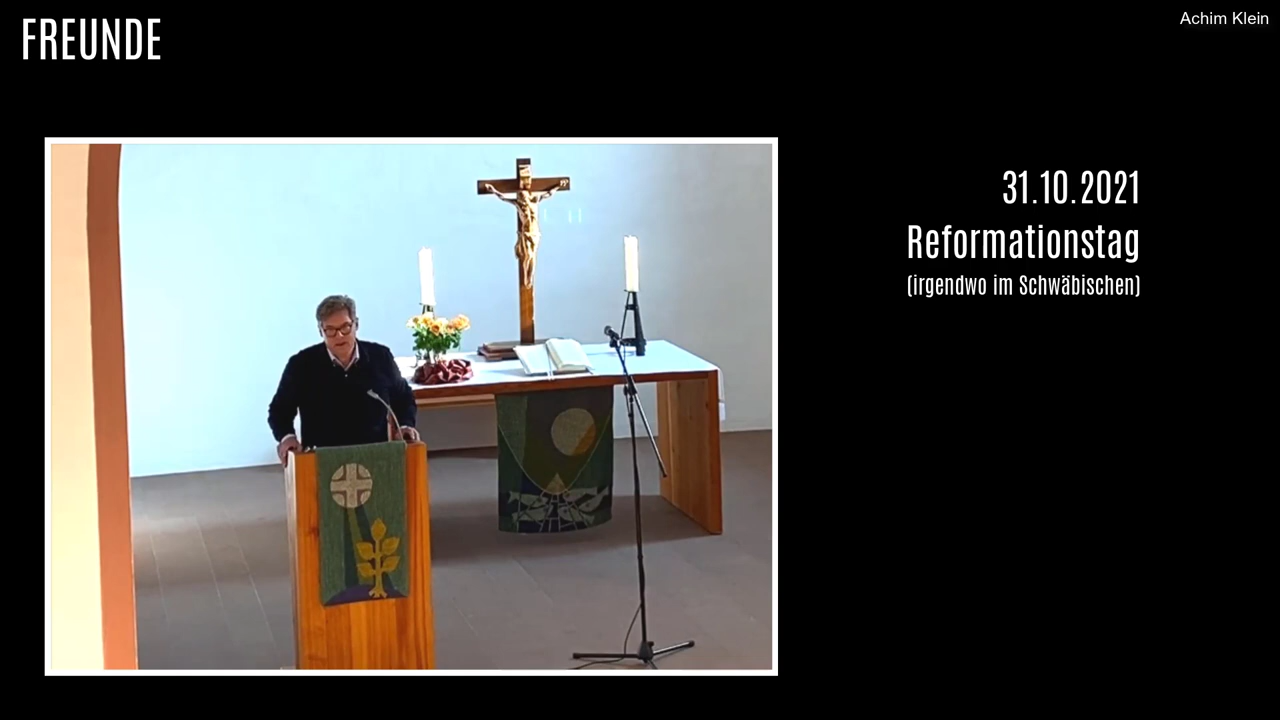 FREUNDE
Achim Klein
31.10.2021
Reformationstag
(irgendwo im Schwäbischen)